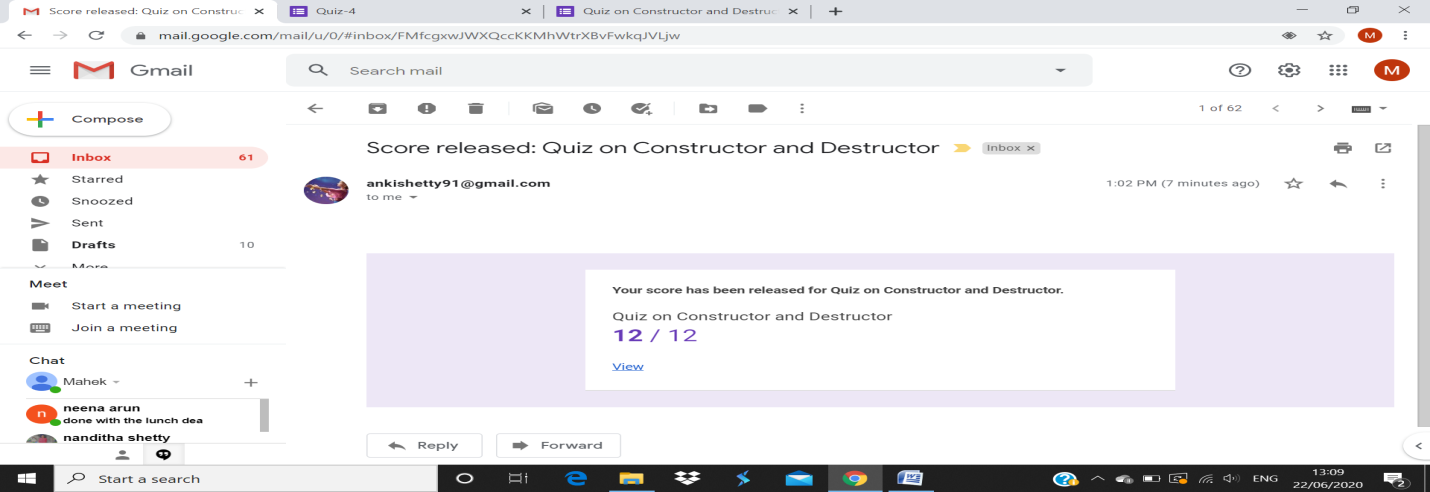 Score released: Quiz on Construc
Quiz-4
Quiz on Constructor and Destruc
mail.google.com/mail/u/0/#inbox/FMfcgxwJWXQccKKMhWtrXBvFwkqJVLjw
M
Gmail
Search mail
M
Compose
1 of 62
Inbox 61
Starred
Snoozed
Sent
Drafts 10
More
Score released: Quiz on Constructor and Destructor
Inbox x
ankishetty91@gmail.com
1:02 PM (7 minutes ago)
to me
Meet
Start a meeting
Join a meeting
Chat
Mahek
n
neena arun
done with the lunch dea
nanditha shetty
Your score has been released for Quiz on Constructor and Destructor.
Quiz on Constructor and Destructor
12 / 12
View
Reply
Forward
Start a search
ENG
13:09
22/06/2020
2